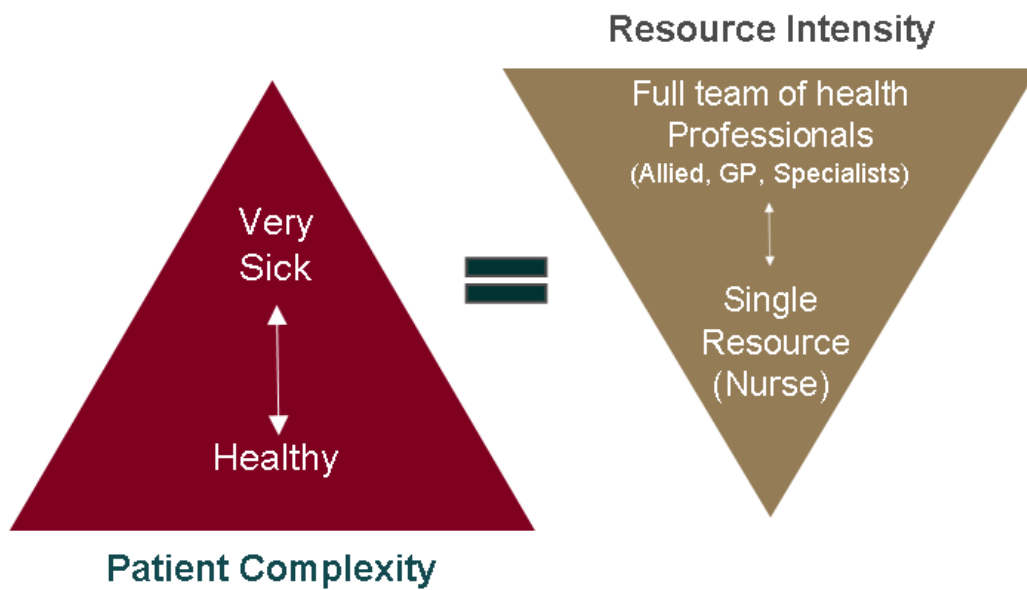 Resource Intensity
Full team of health
Professionals
(Allied, GP, Specialists)
Single
Resource
(Nurse)
Very
Sick
Healthy
Patient Complexity